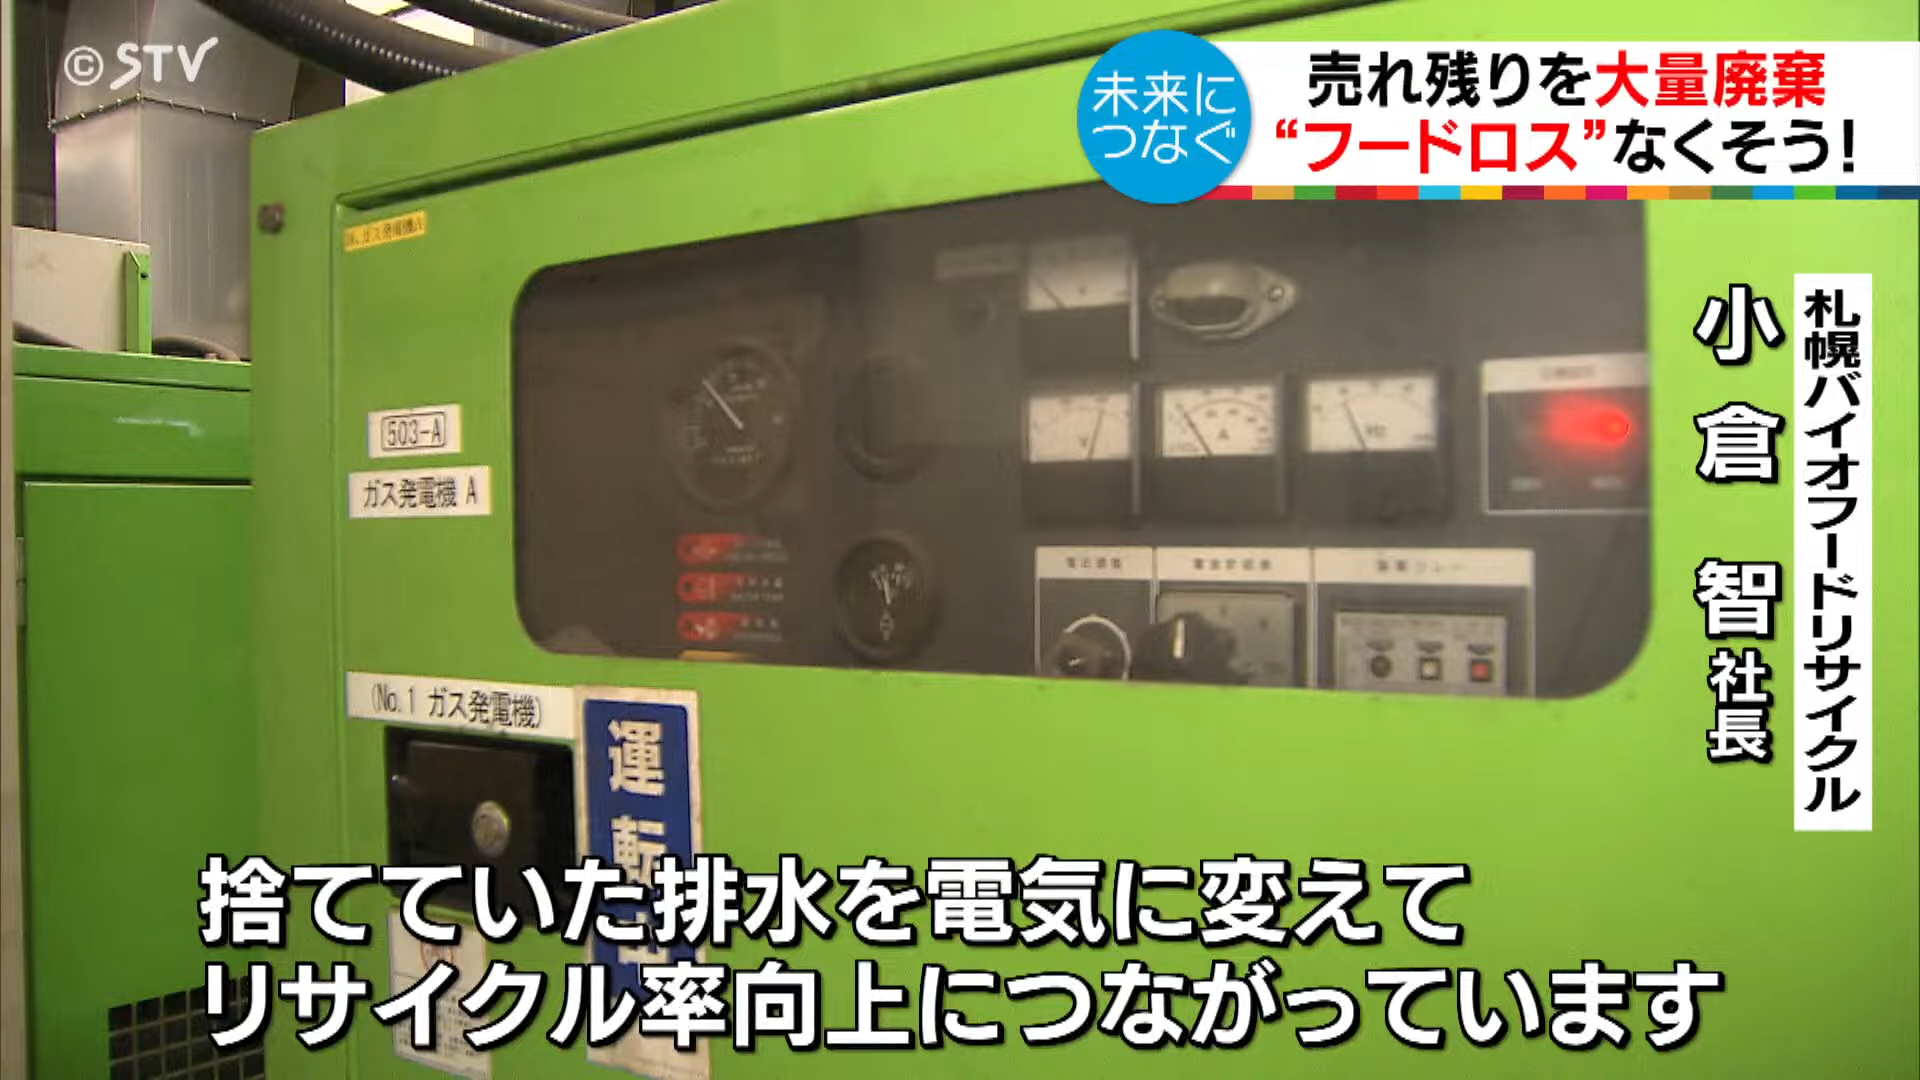 © STV
未来に
つなぐ
売れ残りを大量廃棄
“フードロス”なくそう!
札幌バイオフードリサイクル
小倉 智社長
503-A
ガス発電機 A
(No.1 ガス発電機)
運転
捨てていた排水を電気に変えて
リサイクル率向上につながっています